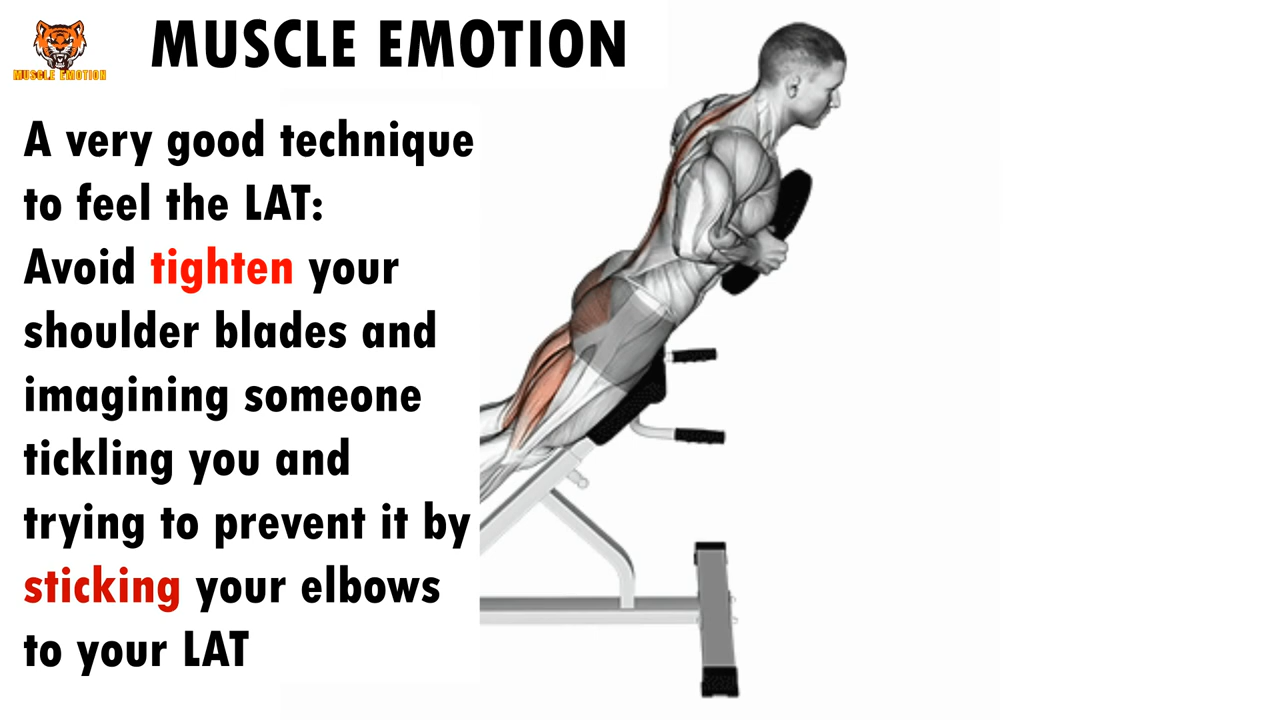 MUSCLE EMOTION
MUSCLE EMOTION
A very good technique
to feel the LAT:
Avoid tighten your
shoulder blades and
imagining someone
tickling you and
trying to prevent it by
sticking your elbows
to your LAT